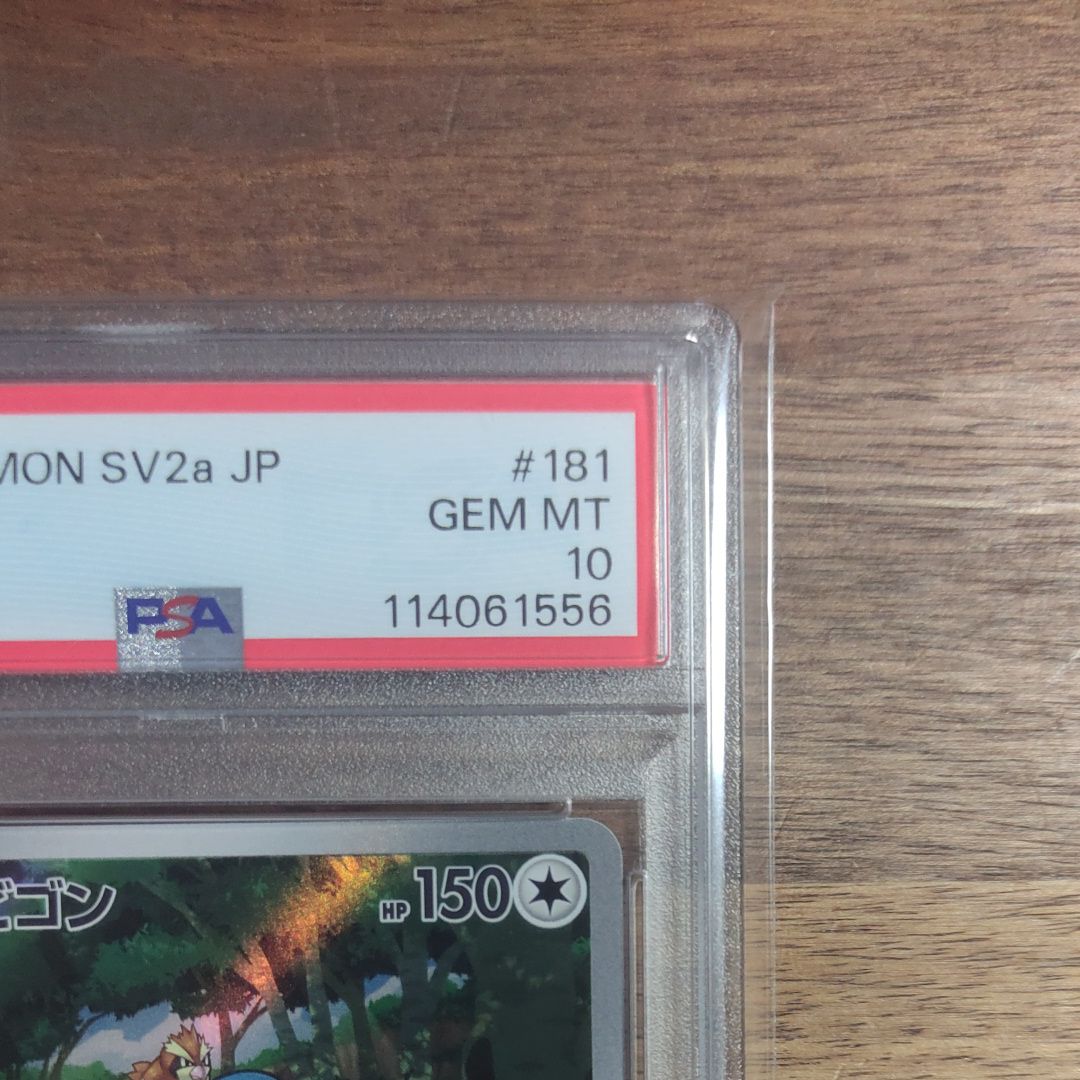 MON SV2a JP #181
GEM MT
10
PSA 114061556
ゴン HP 150